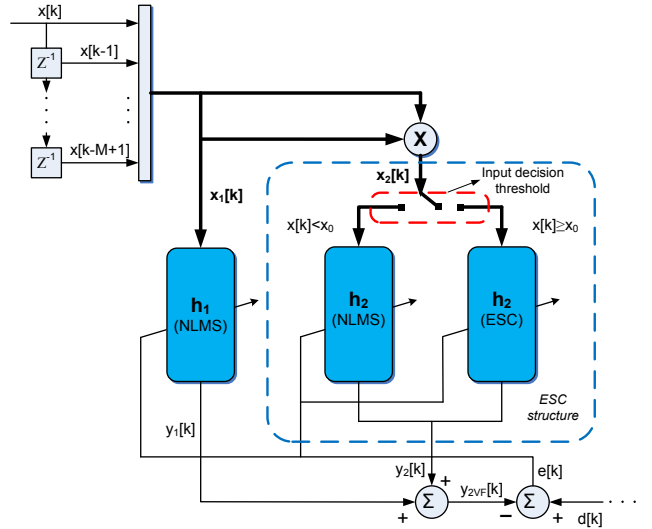 x[k]
Z⁻¹
x[k-1]
Z⁻¹
x[k-M+1]
X
x₁[k]
x₂[k]
Input decision
threshold
x[k]<x₀
x[k]≥x₀
h₁
(NLMS)
h₂
(NLMS)
h₂
(ESC)
ESC
structure
y₁[k]
y₂[k]
e[k]
+
Σ
+
y₂VF[k]
−
Σ
+
d[k]